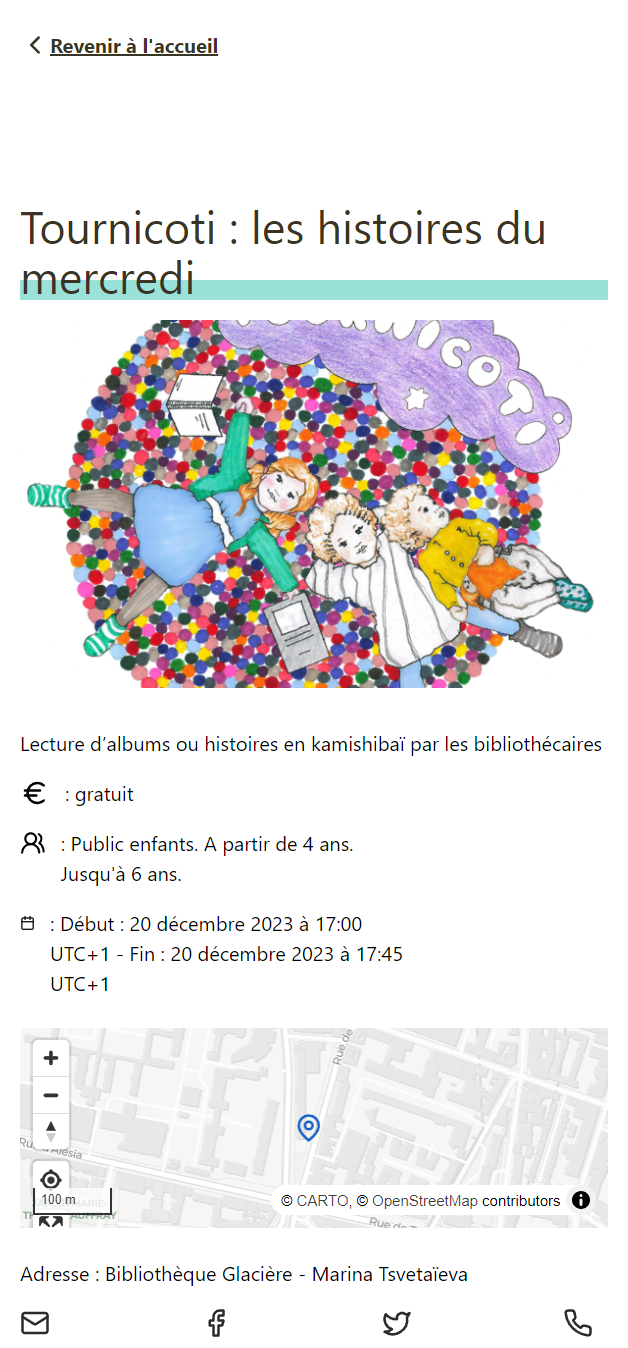 Revenir à l'accueil
Tournicoti : les histoires du
mercredi
Lecture d’albums ou histoires en kamishibaï par les bibliothécaires
: gratuit
: Public enfants. A partir de 4 ans.
Jusqu'à 6 ans.
: Début : 20 décembre 2023 à 17:00
UTC+1 - Fin : 20 décembre 2023 à 17:45
UTC+1
Rue de
Alésia
100 m
© CARTO, © OpenStreetMap contributors
Rue de
Adresse : Bibliothèque Glacière - Marina Tsvetaïeva